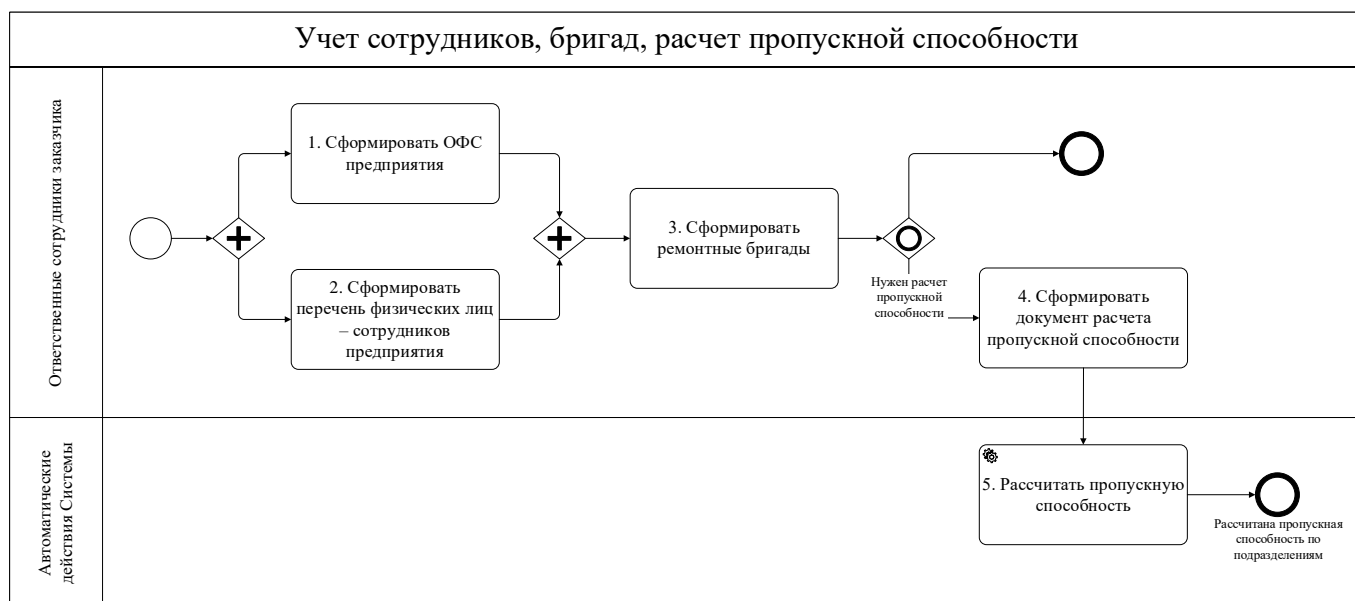 Учет сотрудников, бригад, расчет пропускной способности
Ответственные сотрудники заказчика
1. Сформировать ОФС
предприятия
2. Сформировать
перечень физических лиц
– сотрудников
предприятия
3. Сформировать
ремонтные бригады
Нужен расчет
пропускной
способности
4. Сформировать
документ расчета
пропускной способности
Автоматические
действия Системы
5. Рассчитать пропускную
способность
Рассчитана пропускная
способность по
подразделениям